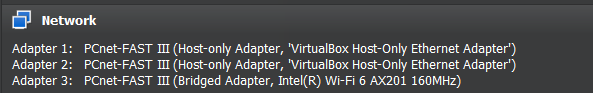 Network
Adapter 1: PCnet-FAST III (Host-only Adapter, 'VirtualBox Host-Only Ethernet Adapter')
Adapter 2: PCnet-FAST III (Host-only Adapter, 'VirtualBox Host-Only Ethernet Adapter')
Adapter 3: PCnet-FAST III (Bridged Adapter, Intel(R) Wi-Fi 6 AX201 160MHz)